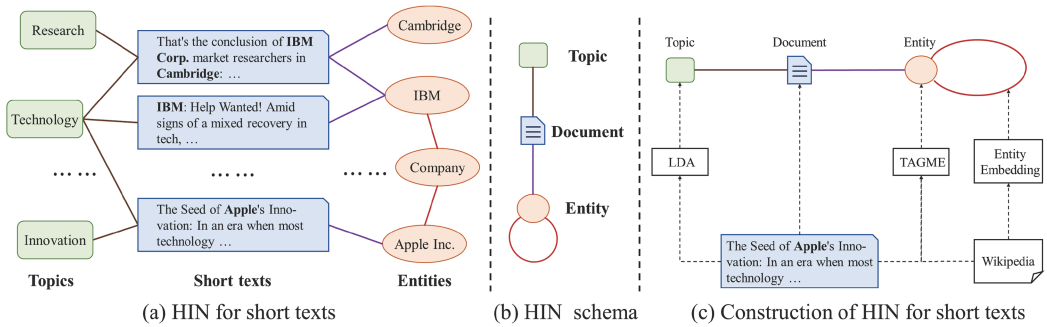 Research
Technology
… …
Innovation
Topics
That's the conclusion of IBM
Corp. market researchers in
Cambridge: …
IBM: Help Wanted! Amid
signs of a mixed recovery in
tech, …
… …
The Seed of Apple's Inno-
vation: In an era when most
technology …
Short texts
Cambridge
IBM
… …
Company
Apple Inc.
Entities
(a) HIN for short texts
Topic
Document
Entity
(b) HIN schema
Topic
Document
Entity
LDA
TAGME
Entity
Embedding
The Seed of Apple's Inno-
vation: In an era when most
technology …
Wikipedia
(c) Construction of HIN for short texts